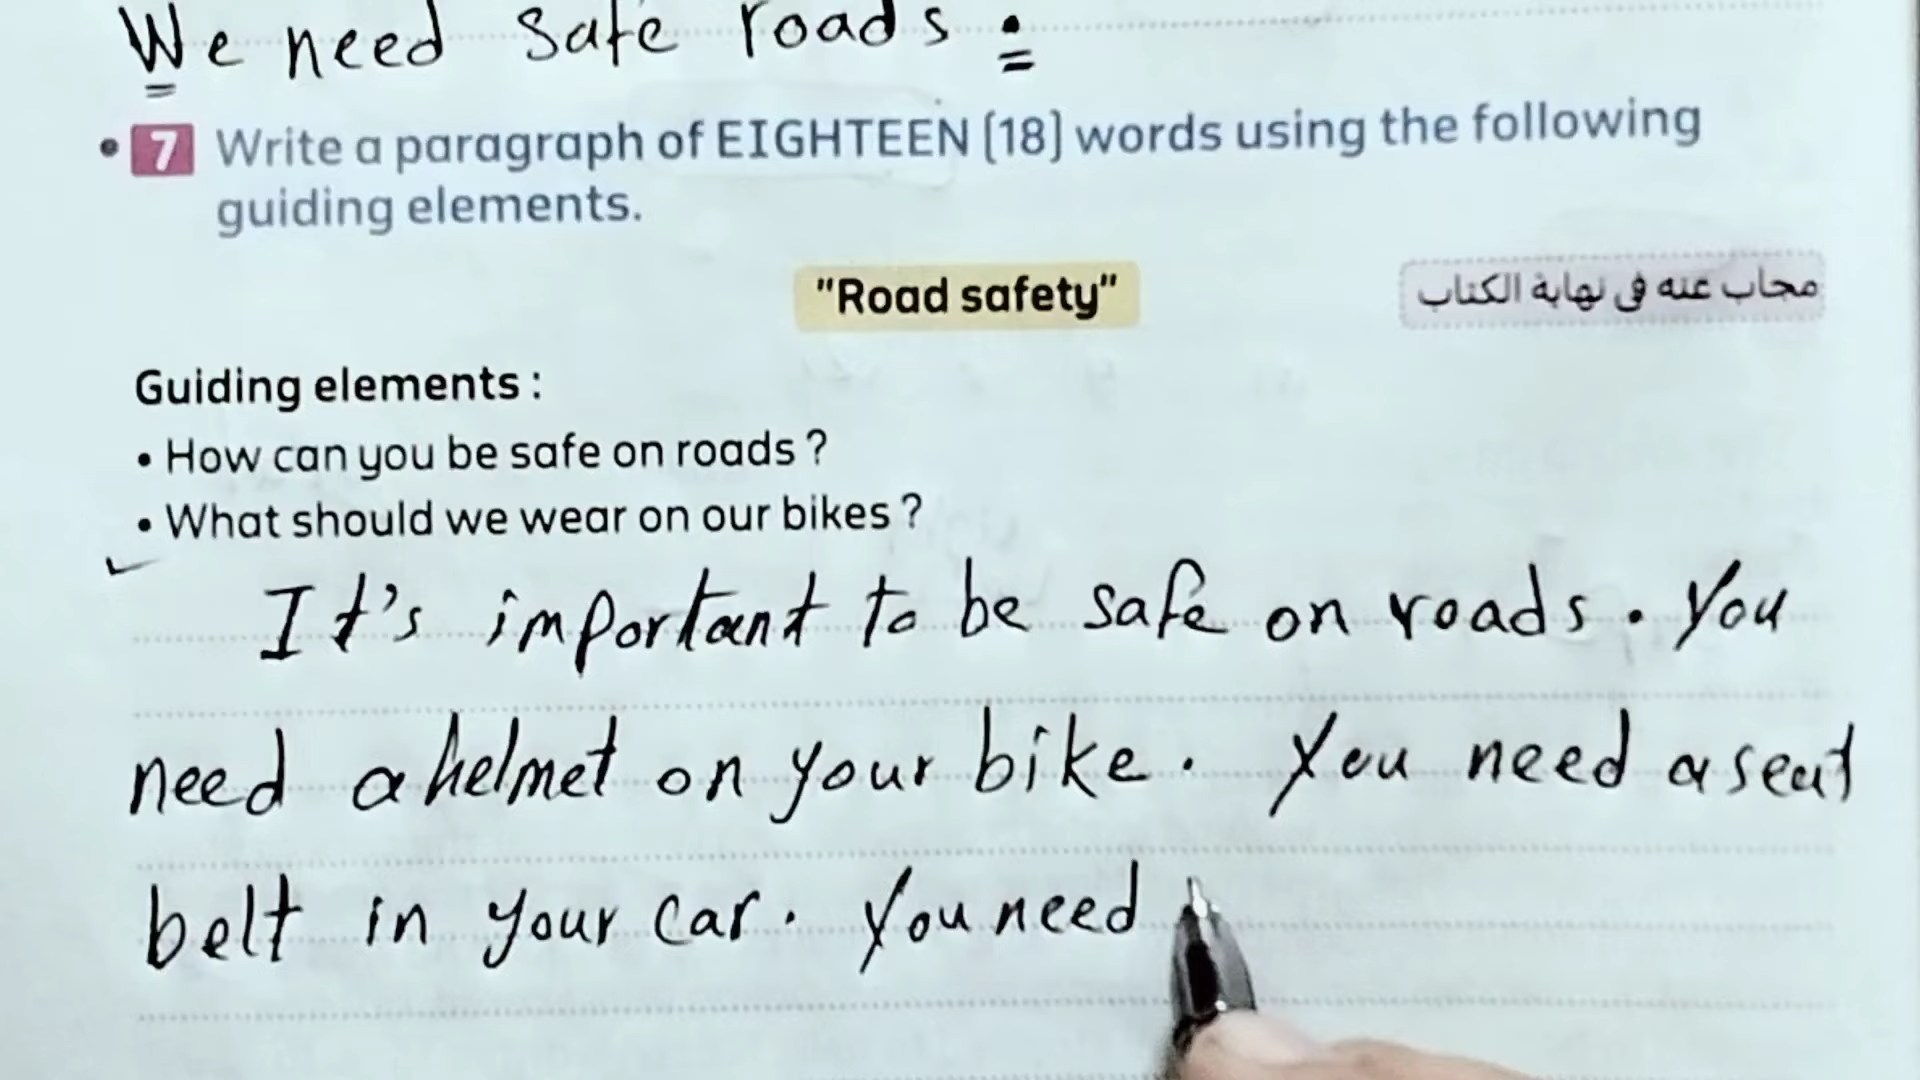 We need safe roads .
• 7 Write a paragraph of EIGHTEEN (18) words using the following
guiding elements.
"Road safety"
مجاب عنه فى نهاية الكتاب
Guiding elements :
• How can you be safe on roads ?
• What should we wear on our bikes ?
It's important to be safe on roads. You
need a helmet on your bike. You need a seat
belt in your car. You need